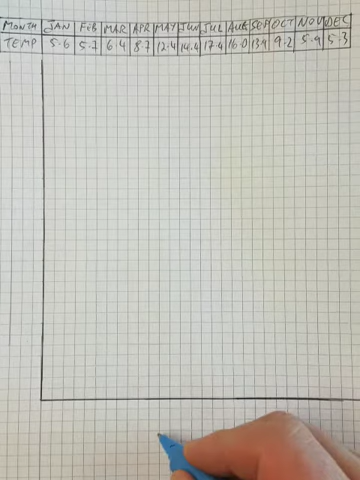 MONTH JAN FEB MAR APR MAY JUN JUL AUG SEP OCT NOV DEC
TEMP 5.6 5.7 6.4 8.7 12.4 14.4 17.4 16.0 13.9 9.2 5.9 5.3